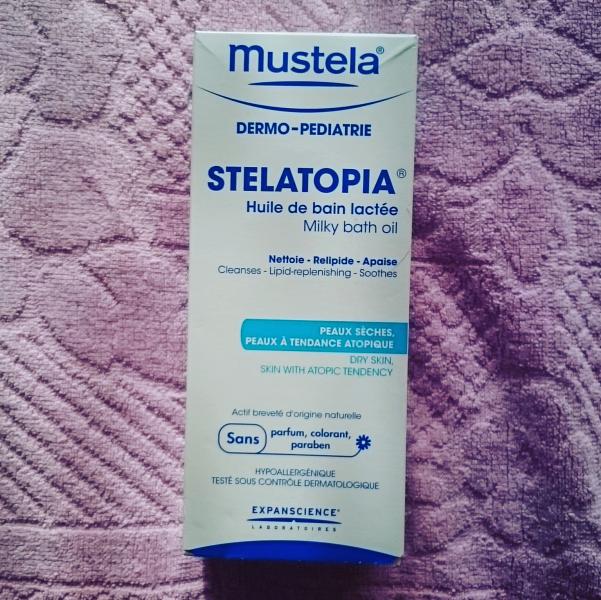 mustela®
DERMO-PEDIATRIE
STELATOPIA®
Huile de bain lactée
Milky bath oil
Nettoie - Relipide - Apaise
Cleanses - Lipid-replenishing - Soothes
PEAUX SÈCHES,
PEAUX À TENDANCE ATOPIQUE
DRY SKIN,
SKIN WITH ATOPIC TENDENCY
Actif breveté d'origine naturelle
Sans parfum, colorant,
paraben
HYPOALLERGÉNIQUE
TESTÉ SOUS CONTRÔLE DERMATOLOGIQUE
EXPANSCIENCE®
LABORATOIRES